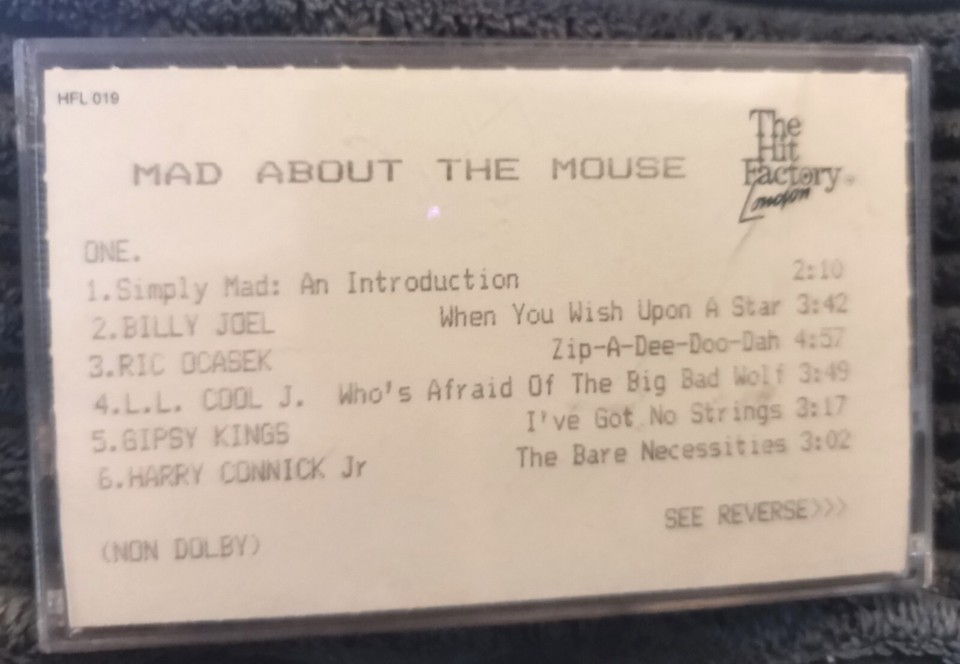 HFL 019
The
Hit
Factory
London
MAD ABOUT THE MOUSE
ONE.
1.Simply Mad: An Introduction 2:10
2.BILLY JOEL When You Wish Upon A Star 3:42
3.RIC OCASEK Zip-A-Dee-Doo-Dah 4:57
4.L.L. COOL J. Who's Afraid Of The Big Bad Wolf 3:49
5.GIPSY KINGS I've Got No Strings 3:17
6.HARRY CONNICK Jr The Bare Necessities 3:02
SEE REVERSE>>>
(NON DOLBY)